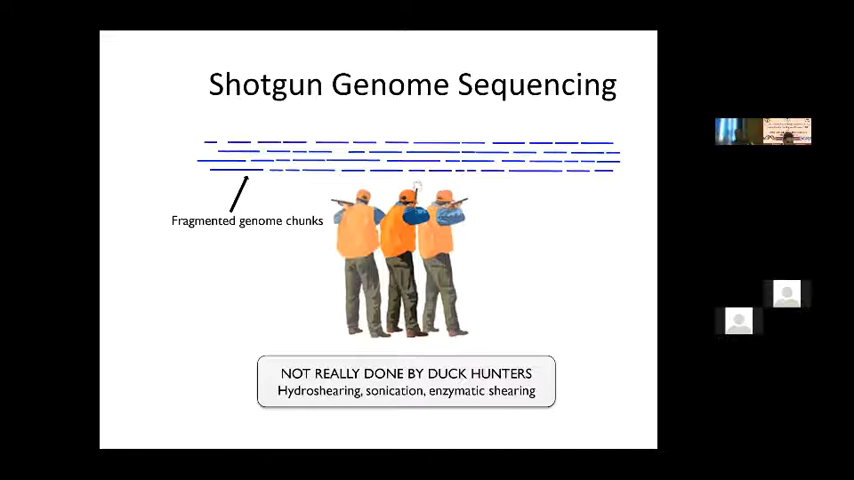 Shotgun Genome Sequencing
Fragmented genome chunks
NOT REALLY DONE BY DUCK HUNTERS
Hydroshearing, sonication, enzymatic shearing